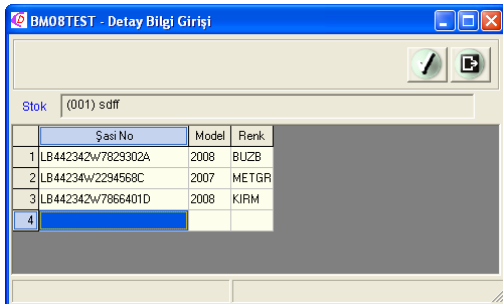 BM08TEST - Detay Bilgi Girişi
Stok (001) sdff
Şasi No Model Renk
1 LB442342W7829302A 2008 BUZB
2 LB44234W2294568C 2007 METGR
3 LB442342W7866401D 2008 KIRM
4